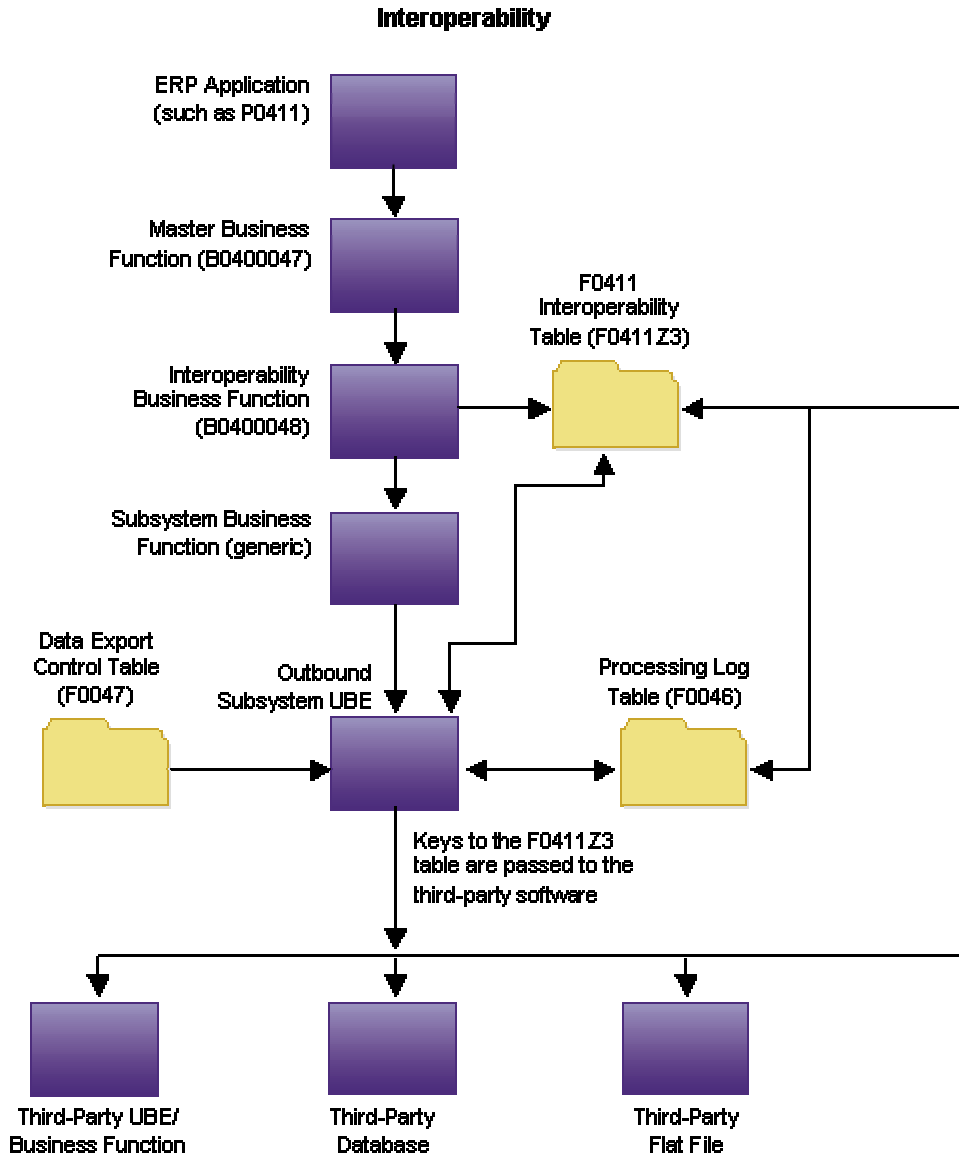 Interoperability
ERP Application
(such as P0411)
Master Business
Function (B0400047)
F0411
Interoperability
Table (F0411Z3)
Interoperability
Business Function
(B0400048)
Subsystem Business
Function (generic)
Data Export
Control Table
(F0047)
Outbound
Subsystem UBE
Processing Log
Table (F0046)
Keys to the F0411Z3
table are passed to the
third-party software
Third-Party UBE/
Business Function
Third-Party
Database
Third-Party
Flat File